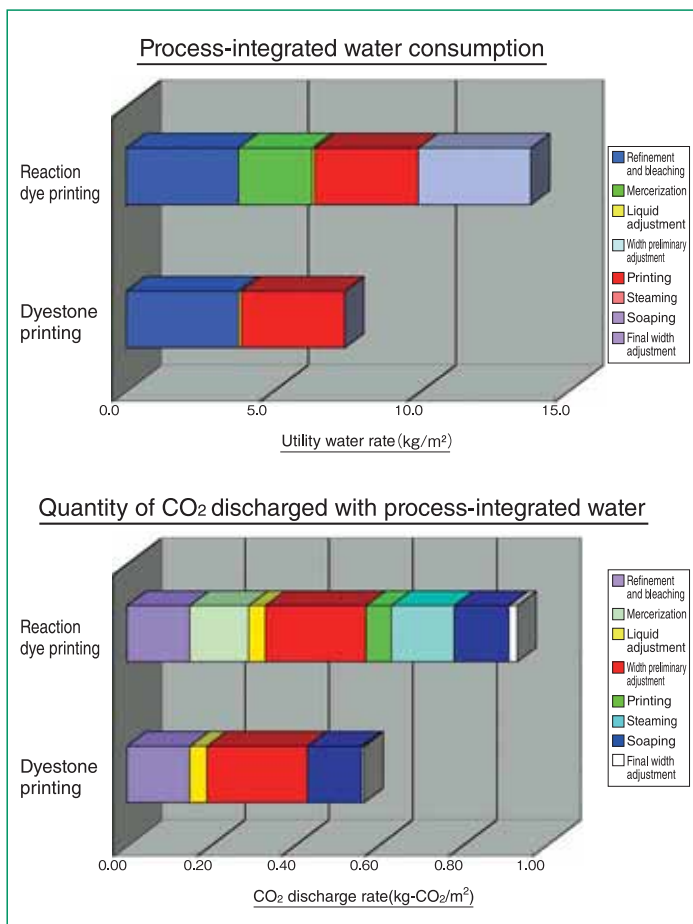 Process-integrated water consumption
Reaction
dye printing
Dyestone
printing
Refinement
and bleaching
Mercerization
Liquid
adjustment
Width preliminary
adjustment
Printing
Steaming
Soaping
Final width
adjustment
0.0
5.0
10.0
15.0
Utility water rate(kg/m²)
Quantity of CO₂ discharged with process-integrated water
Reaction
dye printing
Dyestone
printing
Refinement
and bleaching
Mercerization
Liquid
adjustment
Width preliminary
adjustment
Printing
Steaming
Soaping
Final width
adjustment
0.00
0.20
0.40
0.60
0.80
1.00
CO₂ discharge rate(kg-CO₂/m²)